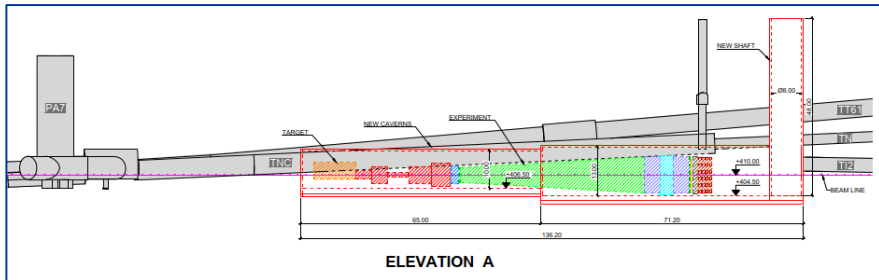 NEW SHAFT
PA7
Ø8.00
48.00
TT61
EXPERIMENT
NEW CAVERNS
TARGET
TN
TNC
10.00
13.00
+410.00
TI2
+406.50
+404.50
BEAM LINE
65.00
71.20
136.20
ELEVATION A